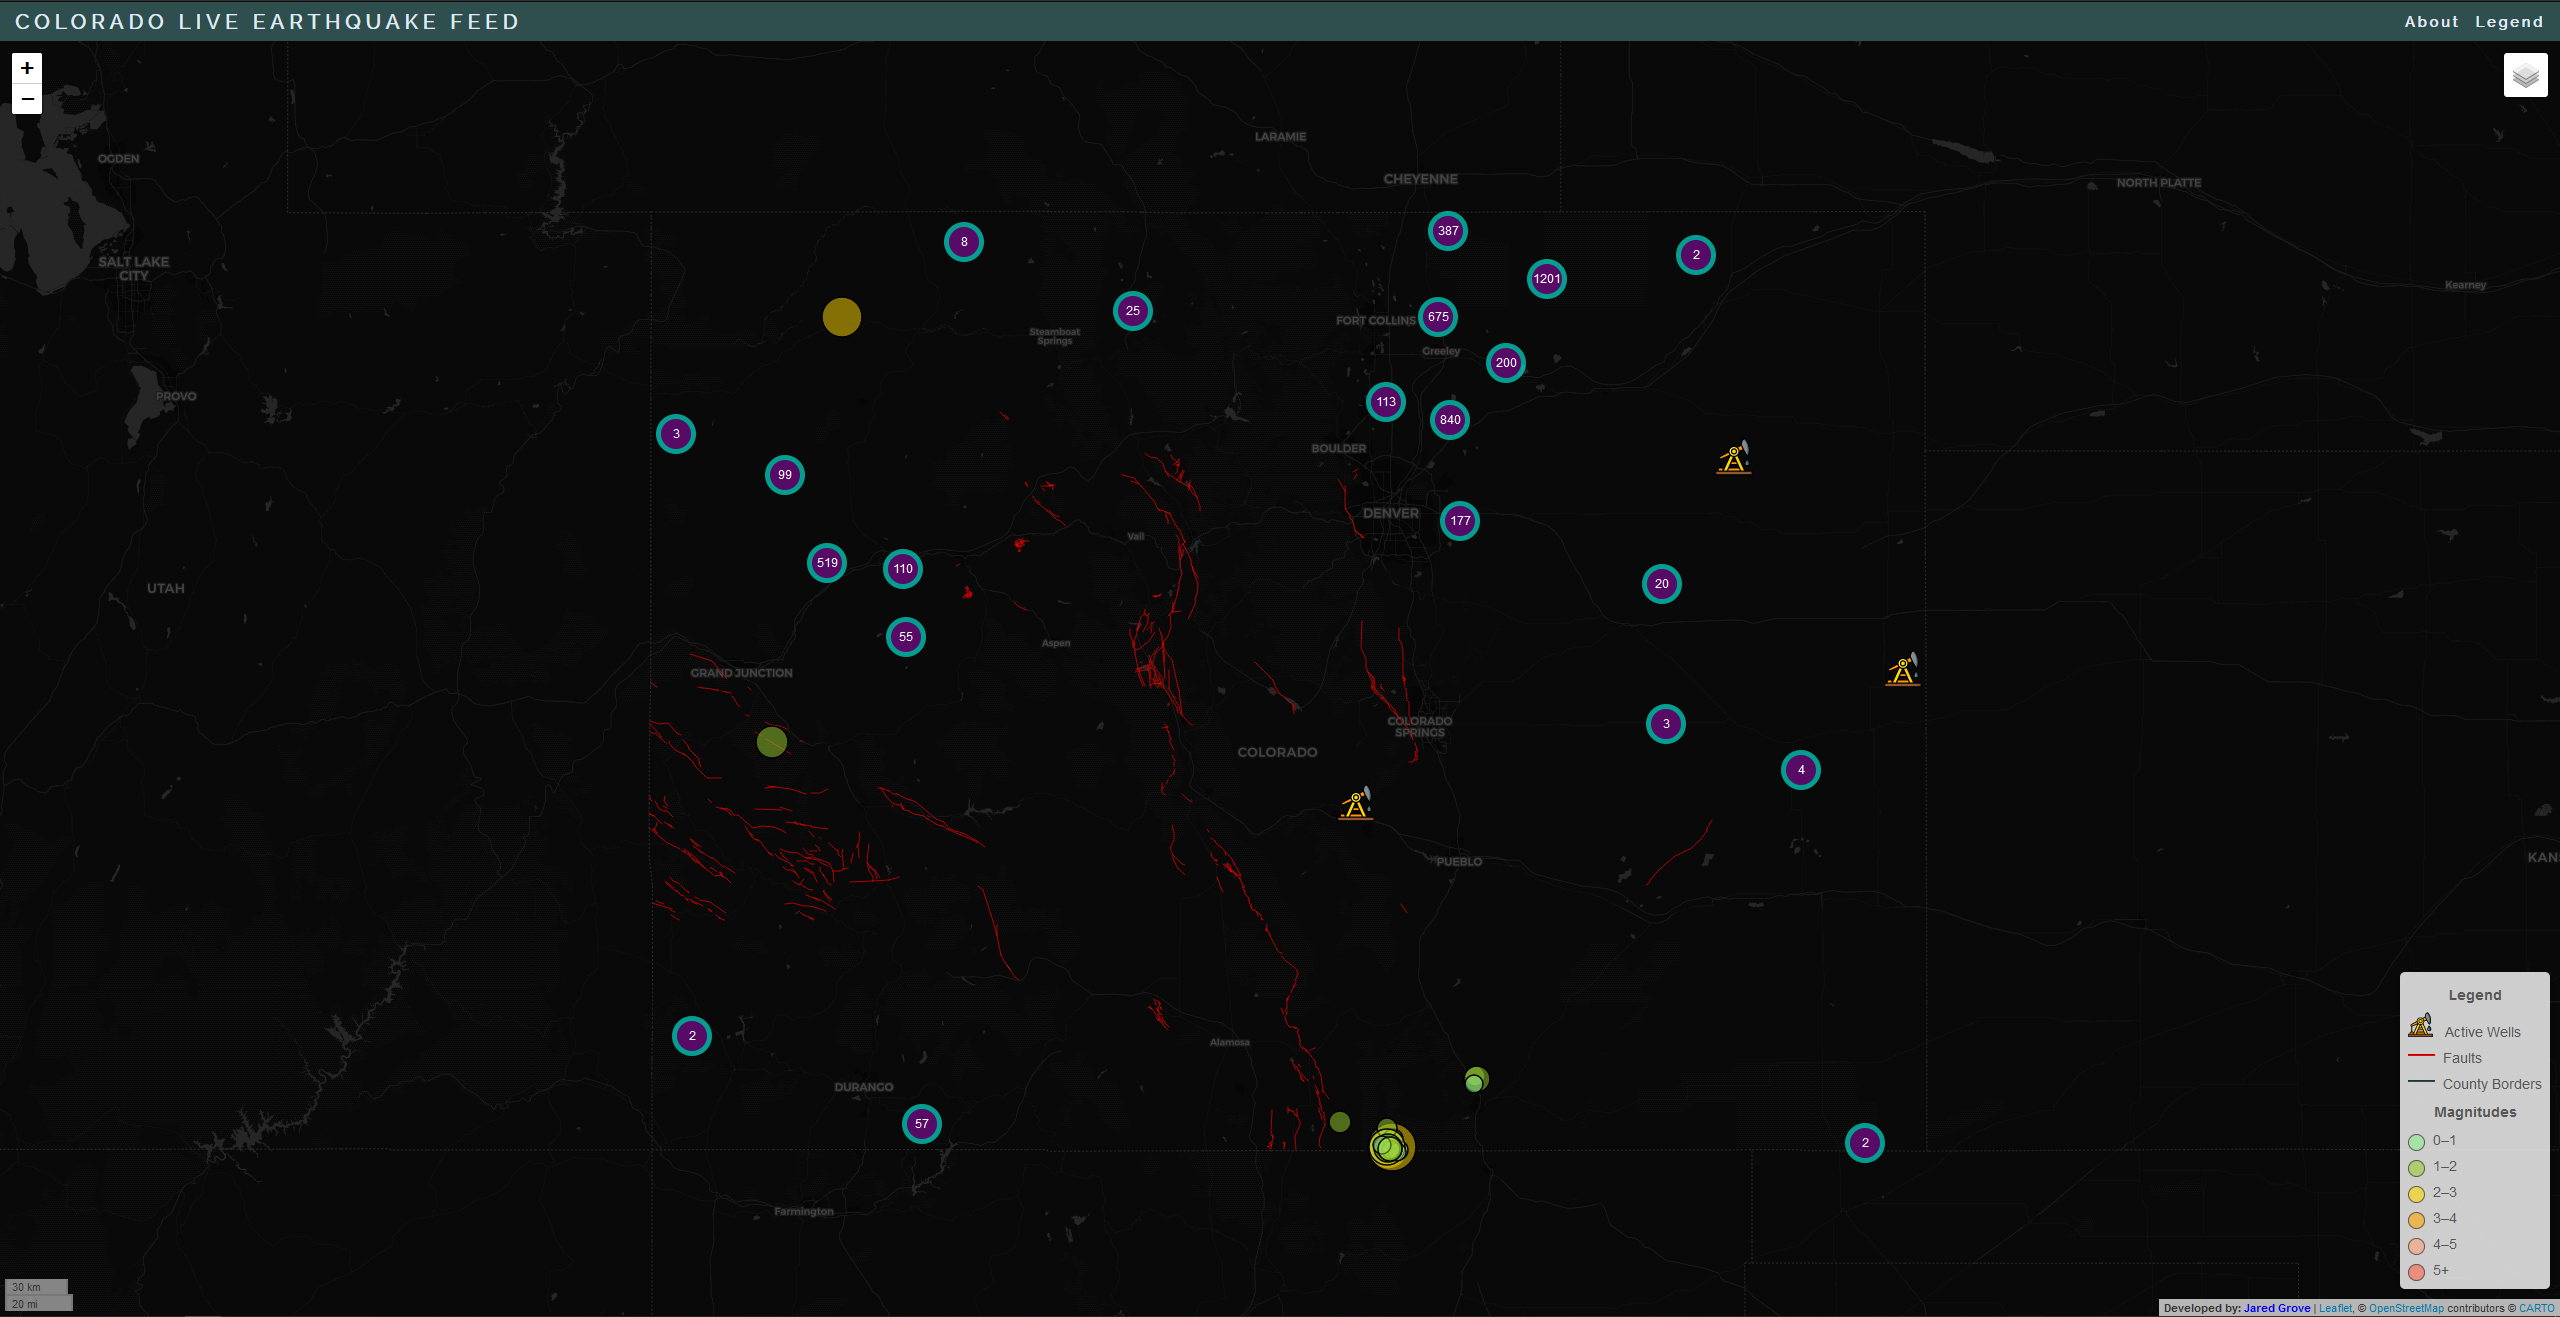 COLORADO LIVE EARTHQUAKE FEED
About Legend
+
−
LARAMIE
OGDEN
CHEYENNE
NORTH PLATTE
387
8
2
SALT LAKE
CITY
1201
Kearney
25
675
FORT COLLINS
Steamboat
Springs
Greeley
200
PROVO
113
840
3
BOULDER
99
DENVER
177
Vail
519
110
20
UTAH
55
Aspen
GRAND JUNCTION
3
COLORADO
SPRINGS
COLORADO
4
PUEBLO
KAN
2
Alamosa
DURANGO
57
2
Farmington
Legend
Active Wells
Faults
County Borders
Magnitudes
0–1
1–2
2–3
3–4
4–5
5+
30 km
20 mi
Developed by: Jared Grove | Leaflet, © OpenStreetMap contributors © CARTO